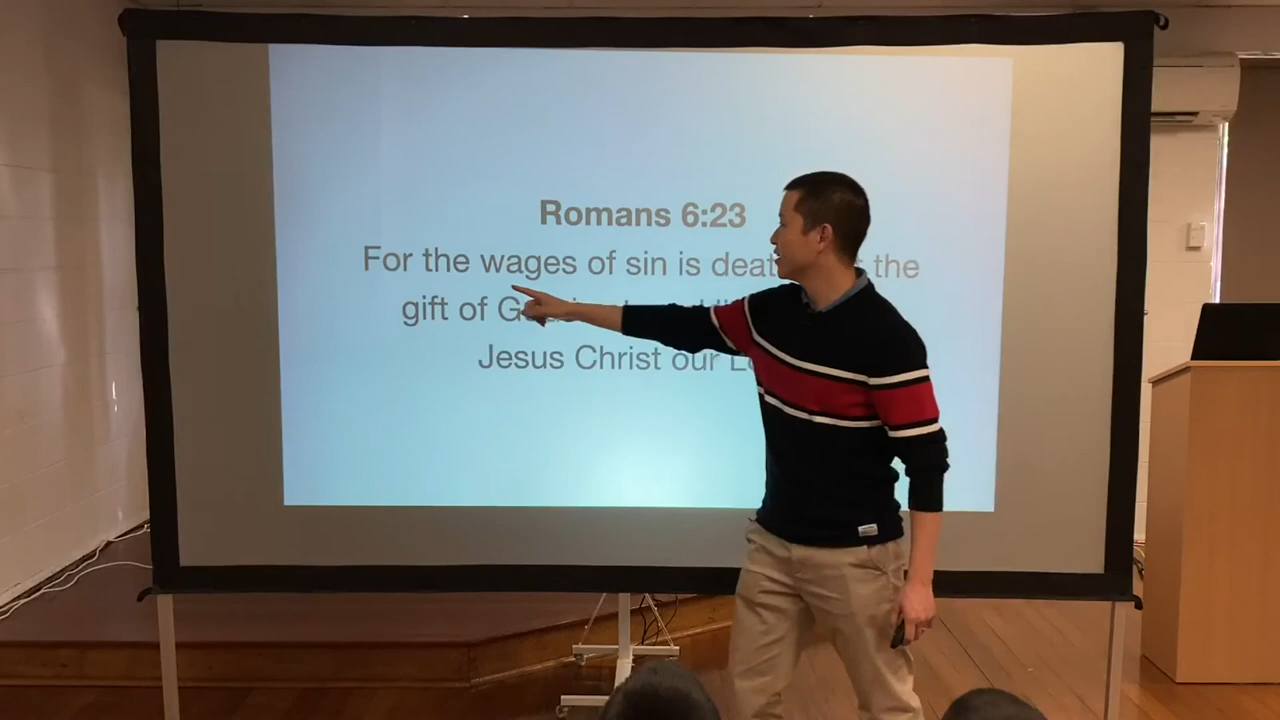 Romans 6:23
For the wages of sin is the
gift of
Jesus Christ our